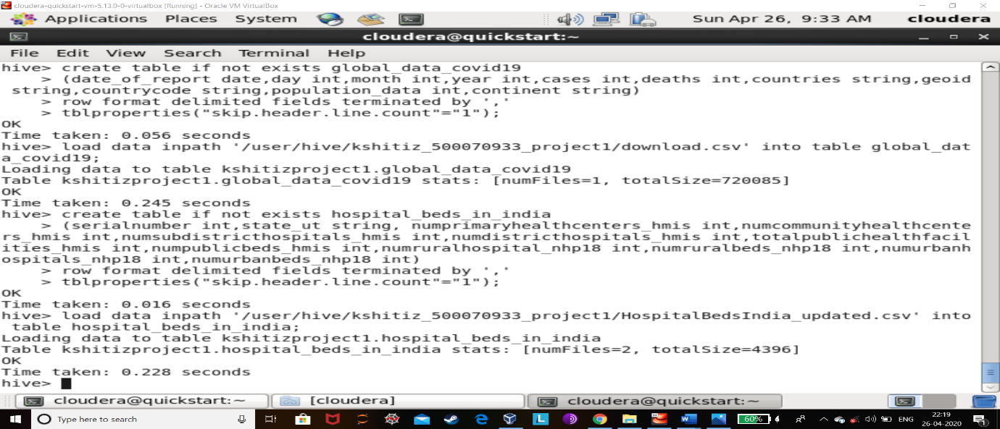 cloudera-quickstart-vm-5.13.0-0-virtualbox [Running] - Oracle VM VirtualBox
Applications Places System Sun Apr 26, 9:33 AM cloudera
cloudera@quickstart:~
File Edit View Search Terminal Help
hive> create table if not exists global_data_covid19
    > (date_of_report date,day int,month int,year int,cases int,deaths int,countries string,geoid
 string,countrycode string,population_data int,continent string)
    > row format delimited fields terminated by ','
    > tblproperties("skip.header.line.count"="1");
OK
Time taken: 0.056 seconds
hive> load data inpath '/user/hive/kshitiz_500070933_project1/download.csv' into table global_dat
a_covid19;
Loading data to table kshitizproject1.global_data_covid19
Table kshitizproject1.global_data_covid19 stats: [numFiles=1, totalSize=720085]
OK
Time taken: 0.245 seconds
hive> create table if not exists hospital_beds_in_india
    > (serialnumber int,state_ut string, numprimaryhealthcenters_hmis int,numcommunityhealthcente
rs_hmis int,numsubdistricthospitals_hmis int,numdistricthospitals_hmis int,totalpublichealthfacil
ities_hmis int,numpublicbeds_hmis int,numruralhospital_nhp18 int,numruralbeds_nhp18 int,numurbanh
ospitals_nhp18 int,numurbanbeds_nhp18 int)
    > row format delimited fields terminated by ','
    > tblproperties("skip.header.line.count"="1");
OK
Time taken: 0.016 seconds
hive> load data inpath '/user/hive/kshitiz_500070933_project1/HospitalBedsIndia_updated.csv' into
 table hospital_beds_in_india;
Loading data to table kshitizproject1.hospital_beds_in_india
Table kshitizproject1.hospital_beds_in_india stats: [numFiles=2, totalSize=4396]
OK
Time taken: 0.228 seconds
hive>
cloudera@quickstart:~ [cloudera] cloudera@quickstart:~
Type here to search 60% ENG 22:19
26-04-2020